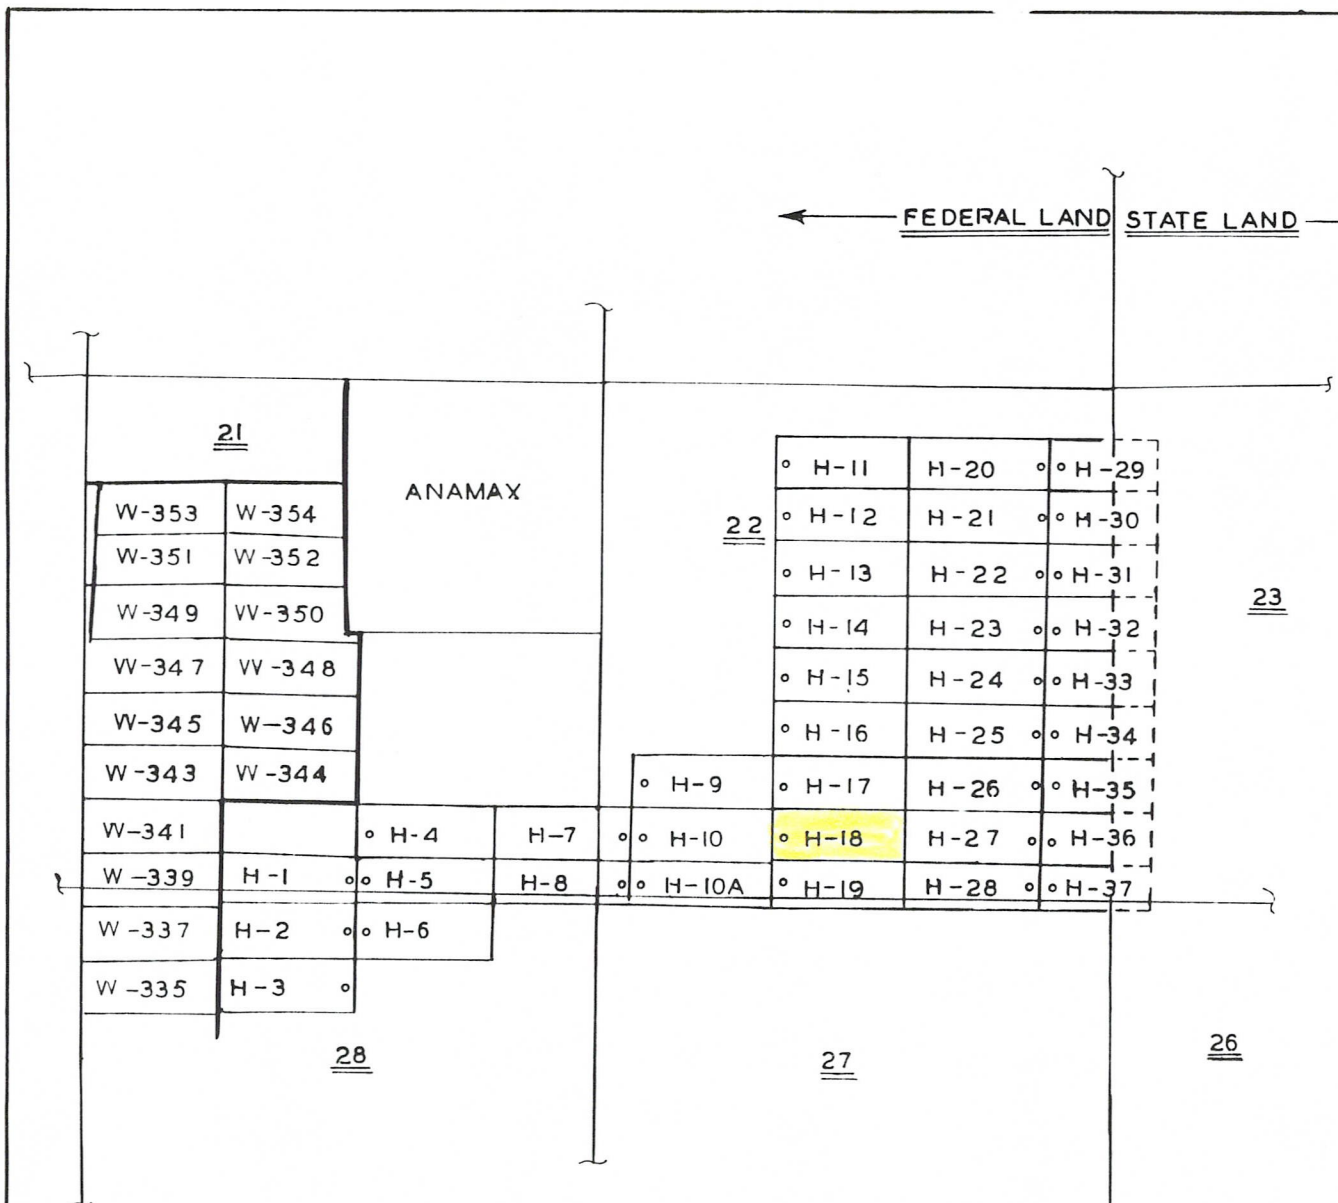 FEDERAL LAND STATE LAND
21
ANAMAX
22
23
W-353 W-354
W-351 W-352
W-349 W-350
W-347 W-348
W-345 W-346
W-343 W-344
W-341
W-339
W-337
W-335
H-1
H-2
H-3
H-4
H-5
H-6
H-7
H-8
H-9
H-10
H-10A
H-11 H-20 H-29
H-12 H-21 H-30
H-13 H-22 H-31
H-14 H-23 H-32
H-15 H-24 H-33
H-16 H-25 H-34
H-17 H-26 H-35
H-18 H-27 H-36
H-19 H-28 H-37
28
27
26